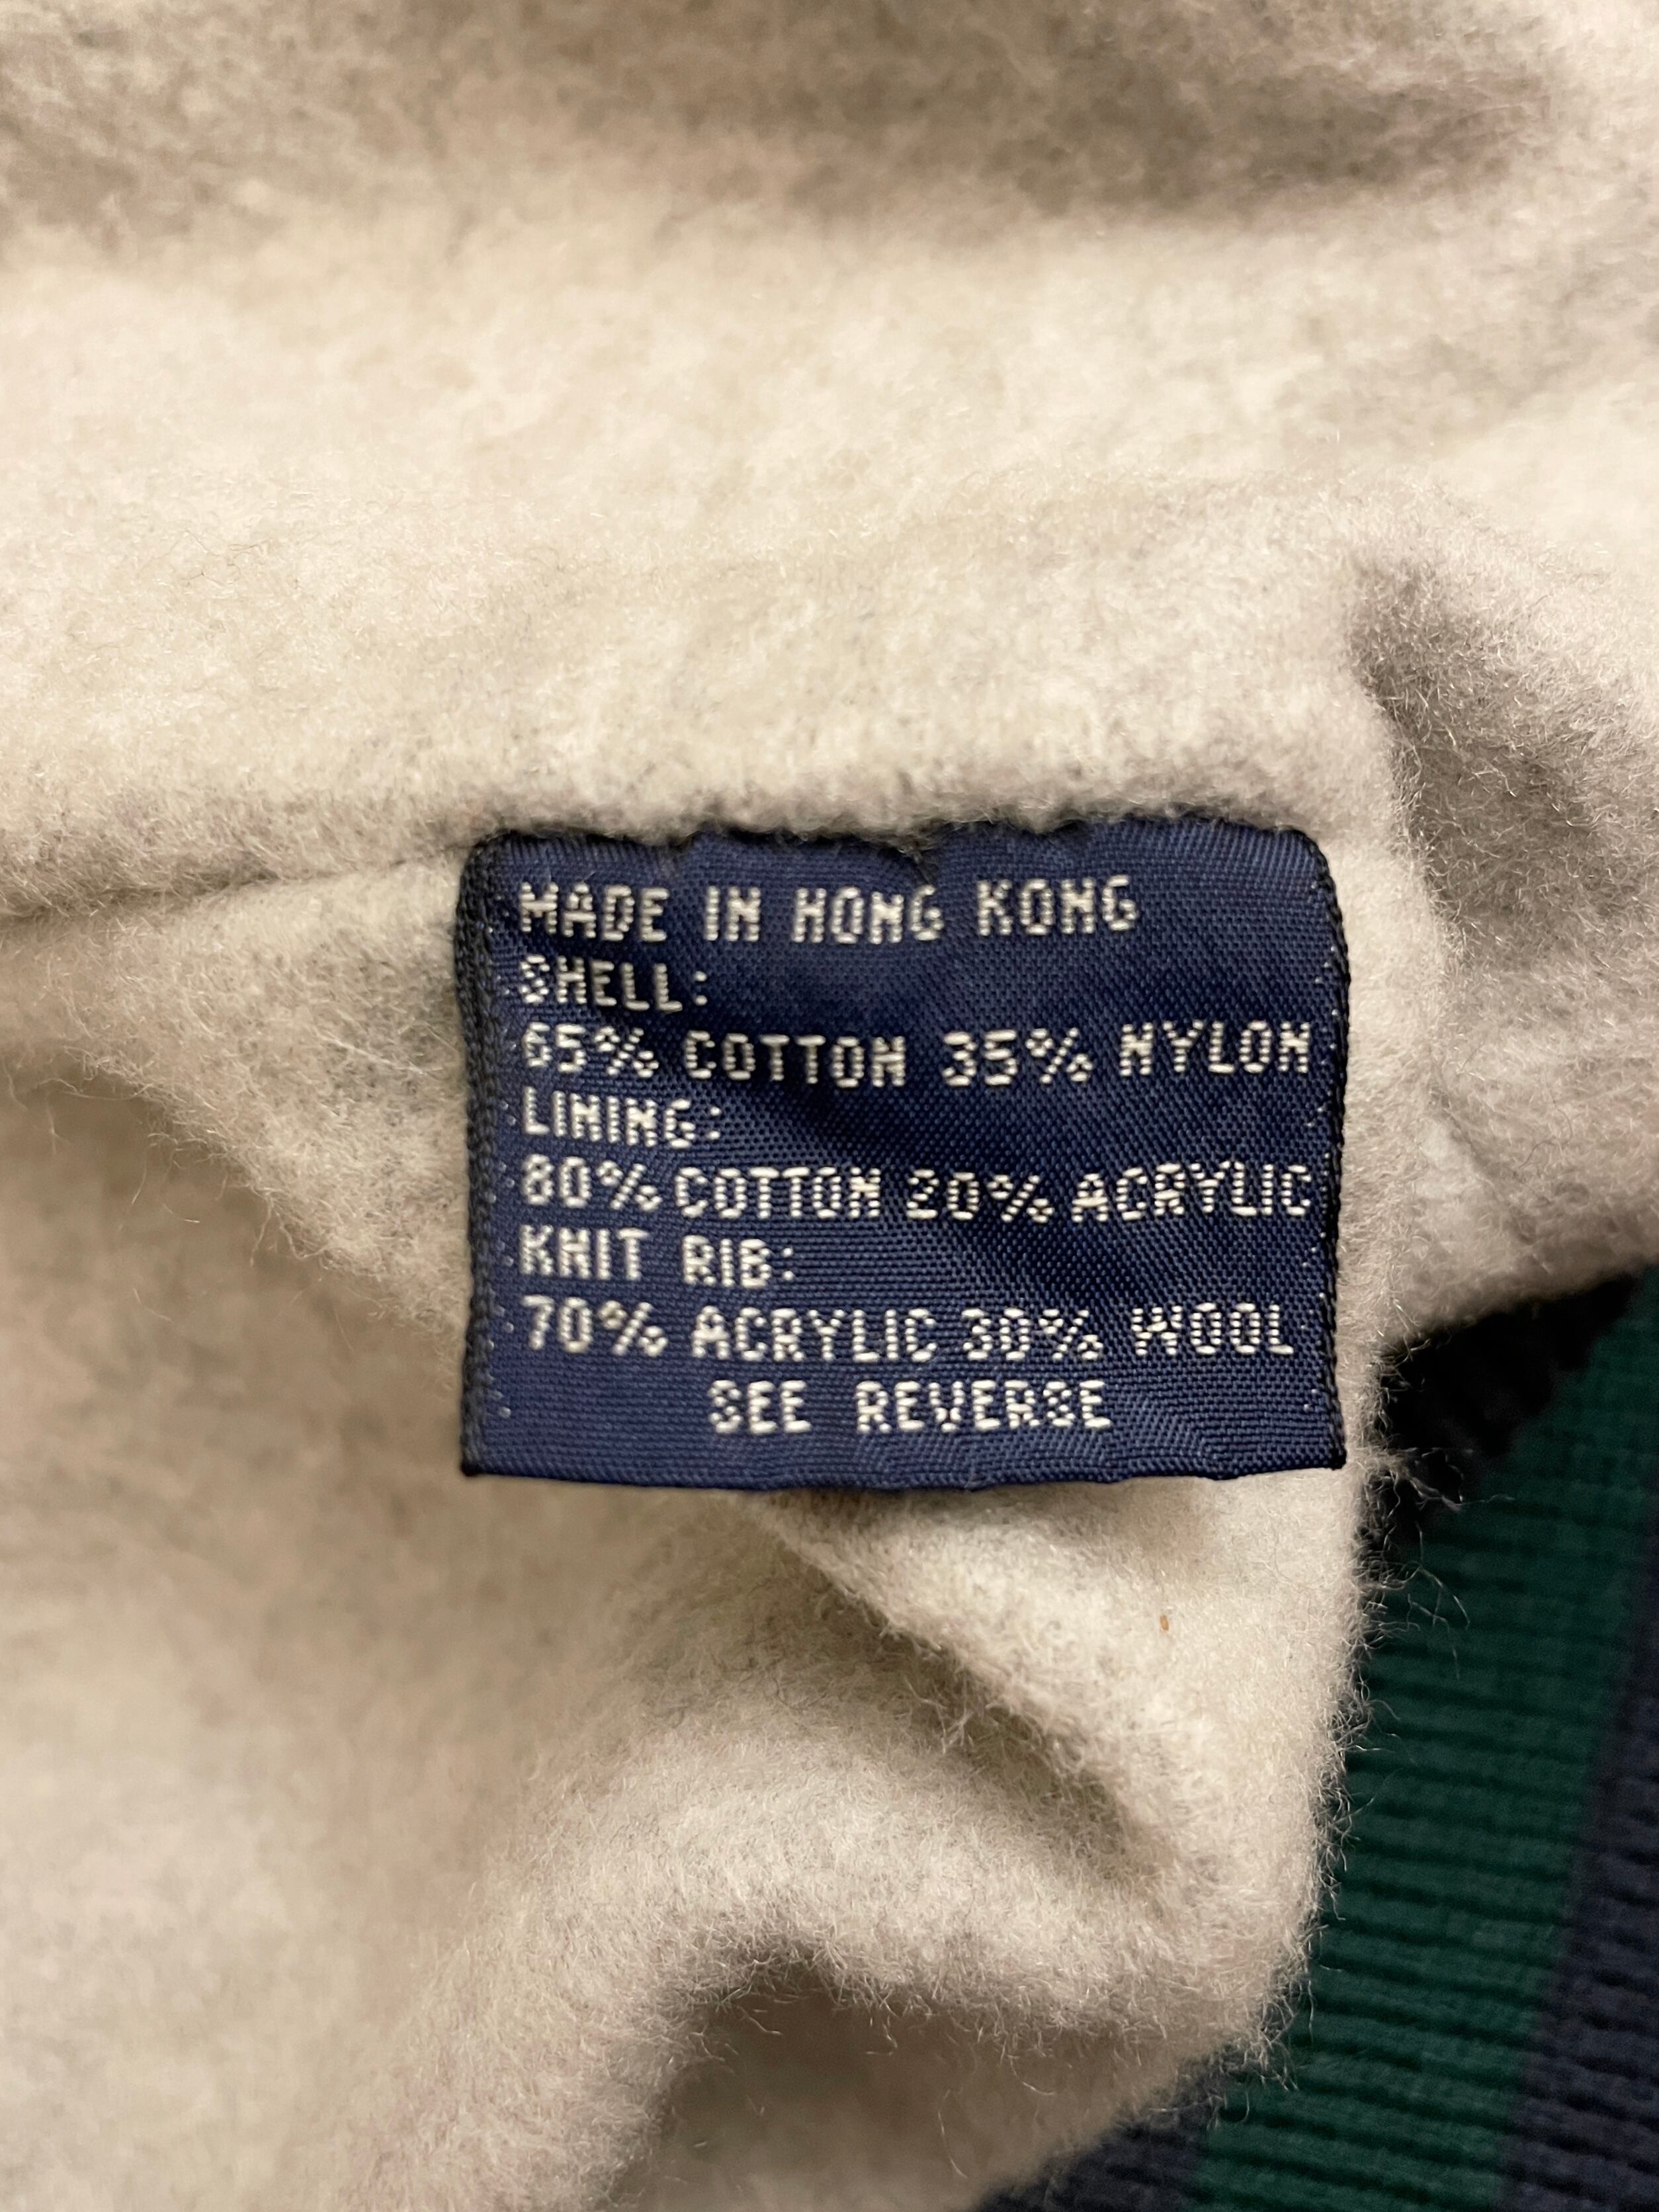 MADE IN HONG KONG
SHELL:
65% COTTON 35% NYLON
LINING:
80% COTTON 20% ACRYLIC
KNIT RIB:
70% ACRYLIC 30% WOOL
SEE REVERSE